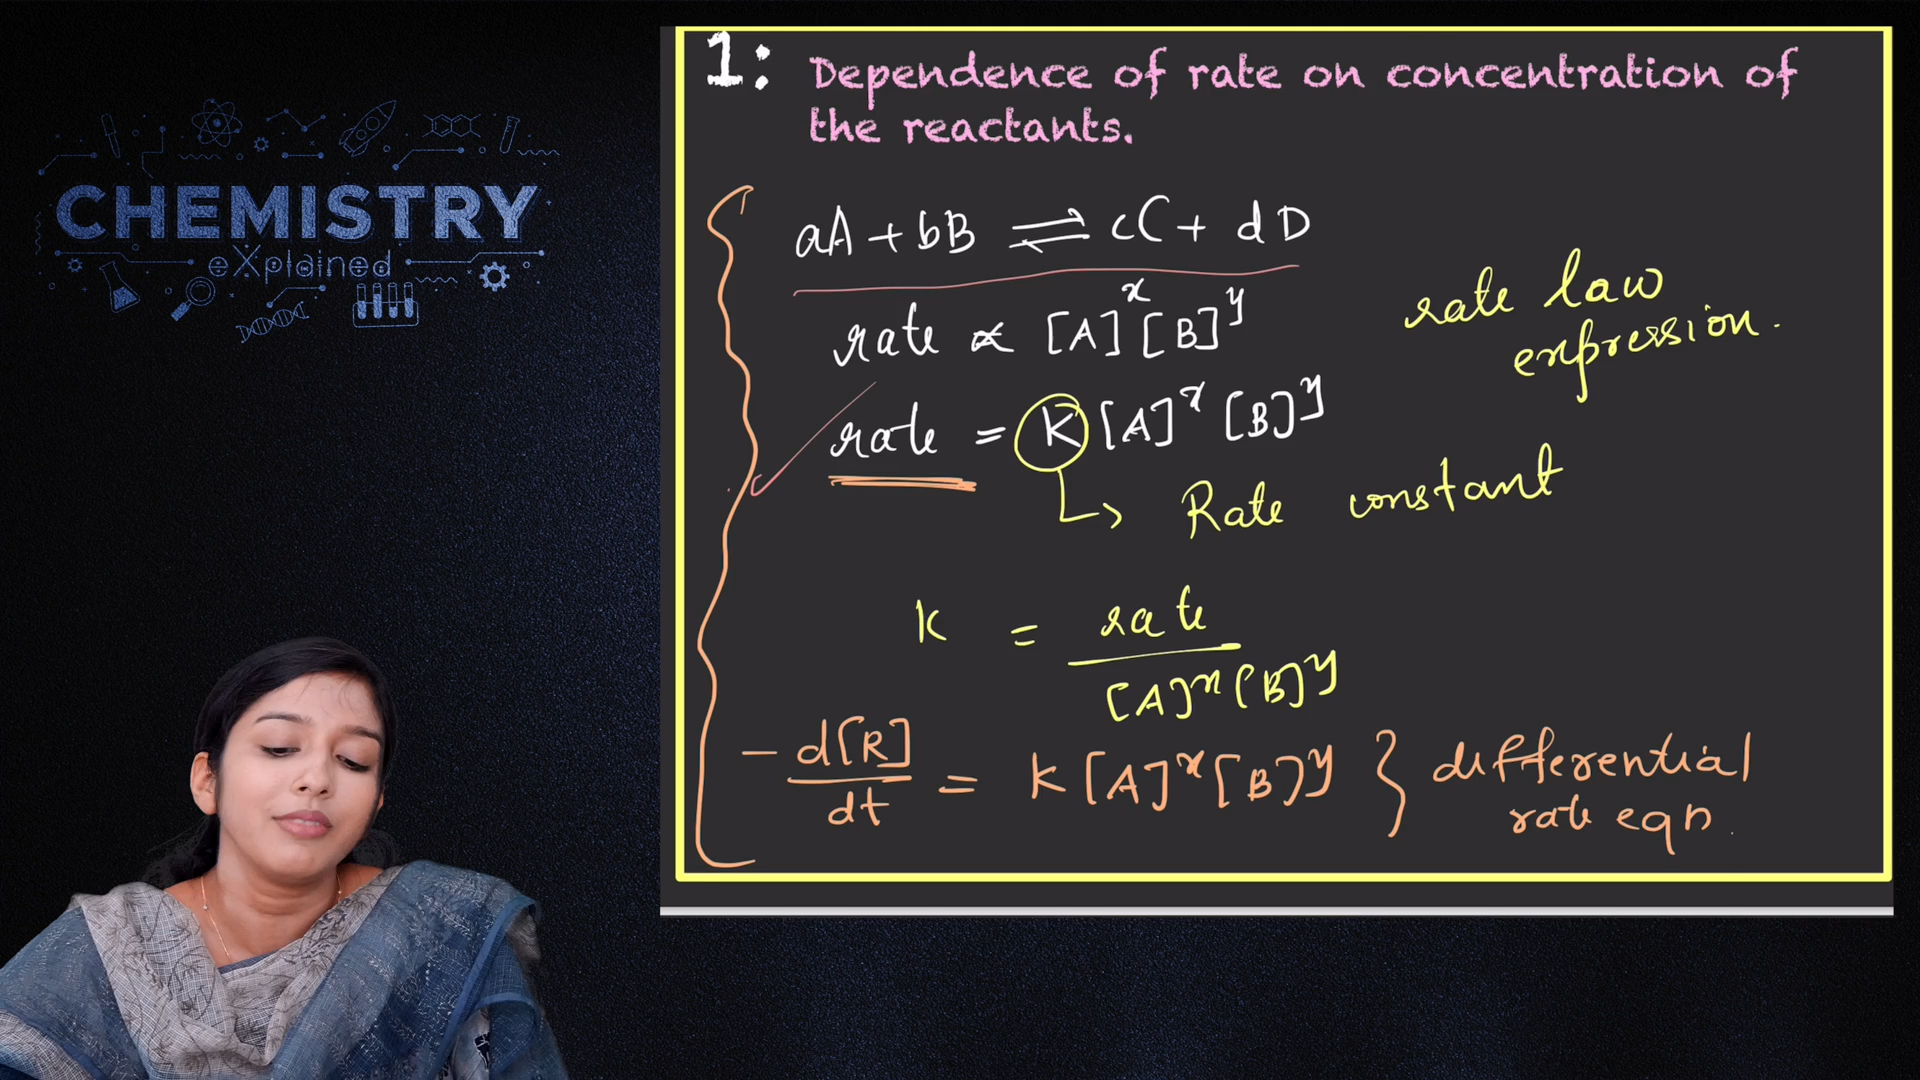 CHEMISTRY
eXplained
1: Dependence of rate on concentration of
the reactants.
aA + bB ⇌ cC + dD
rate ∝ [A]^x [B]^y
rate law
expression.
rate = K [A]^x [B]^y
Rate constant
K = rate / [A]^x [B]^y
- d[R] / dt = K [A]^x [B]^y } differential
rate eqn.